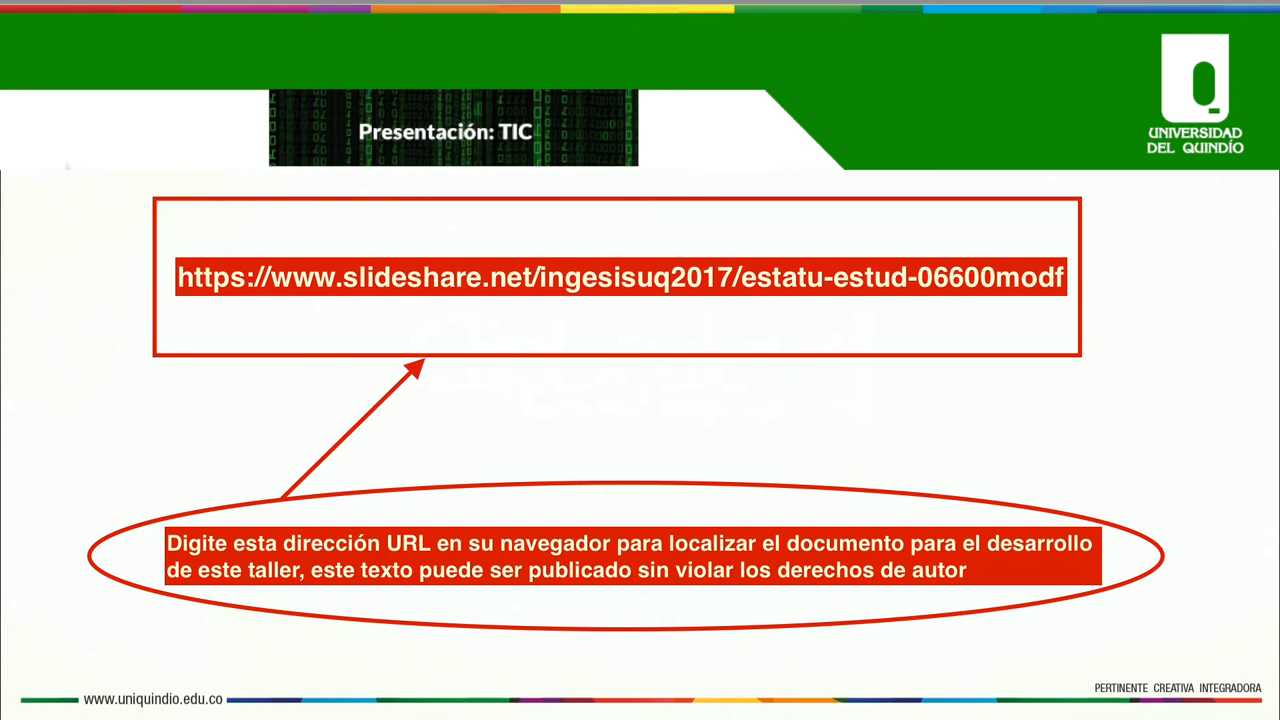 UNIVERSIDAD
DEL QUINDÍO
Presentación: TIC
https://www.slideshare.net/ingesisuq2017/estatu-estud-06600modf
Digite esta dirección URL en su navegador para localizar el documento para el desarrollo
de este taller, este texto puede ser publicado sin violar los derechos de autor
PERTINENTE CREATIVA INTEGRADORA
www.uniquindio.edu.co